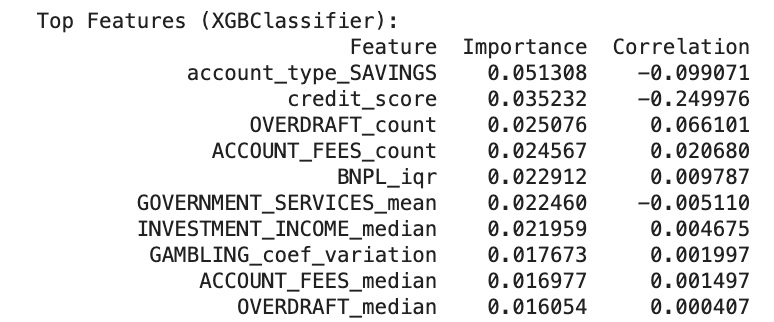 Top Features (XGBClassifier):
Feature Importance Correlation
account_type_SAVINGS 0.051308 -0.099071
credit_score 0.035232 -0.249976
OVERDRAFT_count 0.025076 0.066101
ACCOUNT_FEES_count 0.024567 0.020680
BNPL_iqr 0.022912 0.009787
GOVERNMENT_SERVICES_mean 0.022460 -0.005110
INVESTMENT_INCOME_median 0.021959 0.004675
GAMBLING_coef_variation 0.017673 0.001997
ACCOUNT_FEES_median 0.016977 0.001497
OVERDRAFT_median 0.016054 0.000407